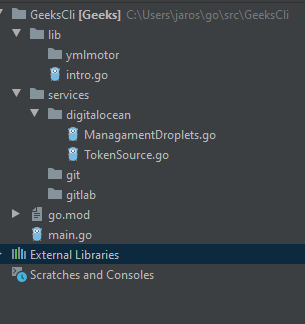 GeeksCli [Geeks] C:\Users\jaros\go\src\GeeksCli
lib
ymlmotor
intro.go
services
digitalocean
ManagamentDroplets.go
TokenSource.go
git
gitlab
go.mod
main.go
External Libraries
Scratches and Consoles